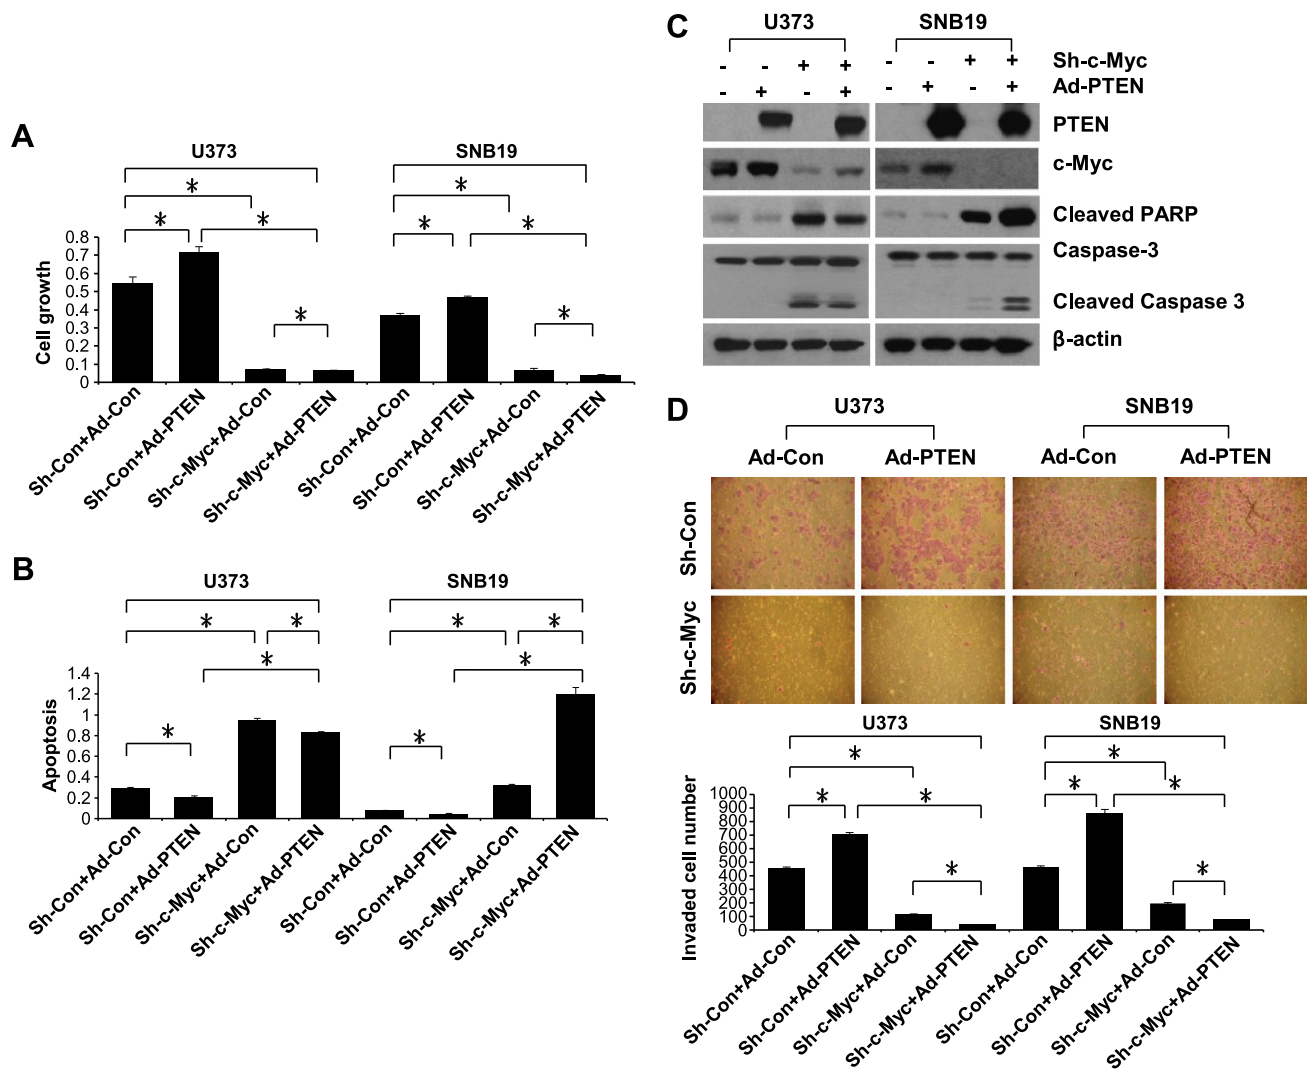 A
U373
SNB19
*
*
*
*
*
*
*
*
Cell growth
0.8
0.7
0.6
0.5
0.4
0.3
0.2
0.1
0
Sh-Con+Ad-Con
Sh-Con+Ad-PTEN
Sh-c-Myc+Ad-Con
Sh-c-Myc+Ad-PTEN
Sh-Con+Ad-Con
Sh-Con+Ad-PTEN
Sh-c-Myc+Ad-Con
Sh-c-Myc+Ad-PTEN
B
U373
SNB19
*
*
*
*
*
*
*
*
Apoptosis
1.4
1.2
1
0.8
0.6
0.4
0.2
0
Sh-Con+Ad-Con
Sh-Con+Ad-PTEN
Sh-c-Myc+Ad-Con
Sh-c-Myc+Ad-PTEN
Sh-Con+Ad-Con
Sh-Con+Ad-PTEN
Sh-c-Myc+Ad-Con
Sh-c-Myc+Ad-PTEN
C
U373 SNB19
- - + + - - + + Sh-c-Myc
- + - + - + - + Ad-PTEN
PTEN
c-Myc
Cleaved PARP
Caspase-3
Cleaved Caspase 3
β-actin
D
U373 SNB19
Ad-Con Ad-PTEN Ad-Con Ad-PTEN
Sh-Con
Sh-c-Myc
U373 SNB19
*
*
*
*
*
*
*
*
Invaded cell number
1000
900
800
700
600
500
400
300
200
100
0
Sh-Con+Ad-Con
Sh-Con+Ad-PTEN
Sh-c-Myc+Ad-Con
Sh-c-Myc+Ad-PTEN
Sh-Con+Ad-Con
Sh-Con+Ad-PTEN
Sh-c-Myc+Ad-Con
Sh-c-Myc+Ad-PTEN